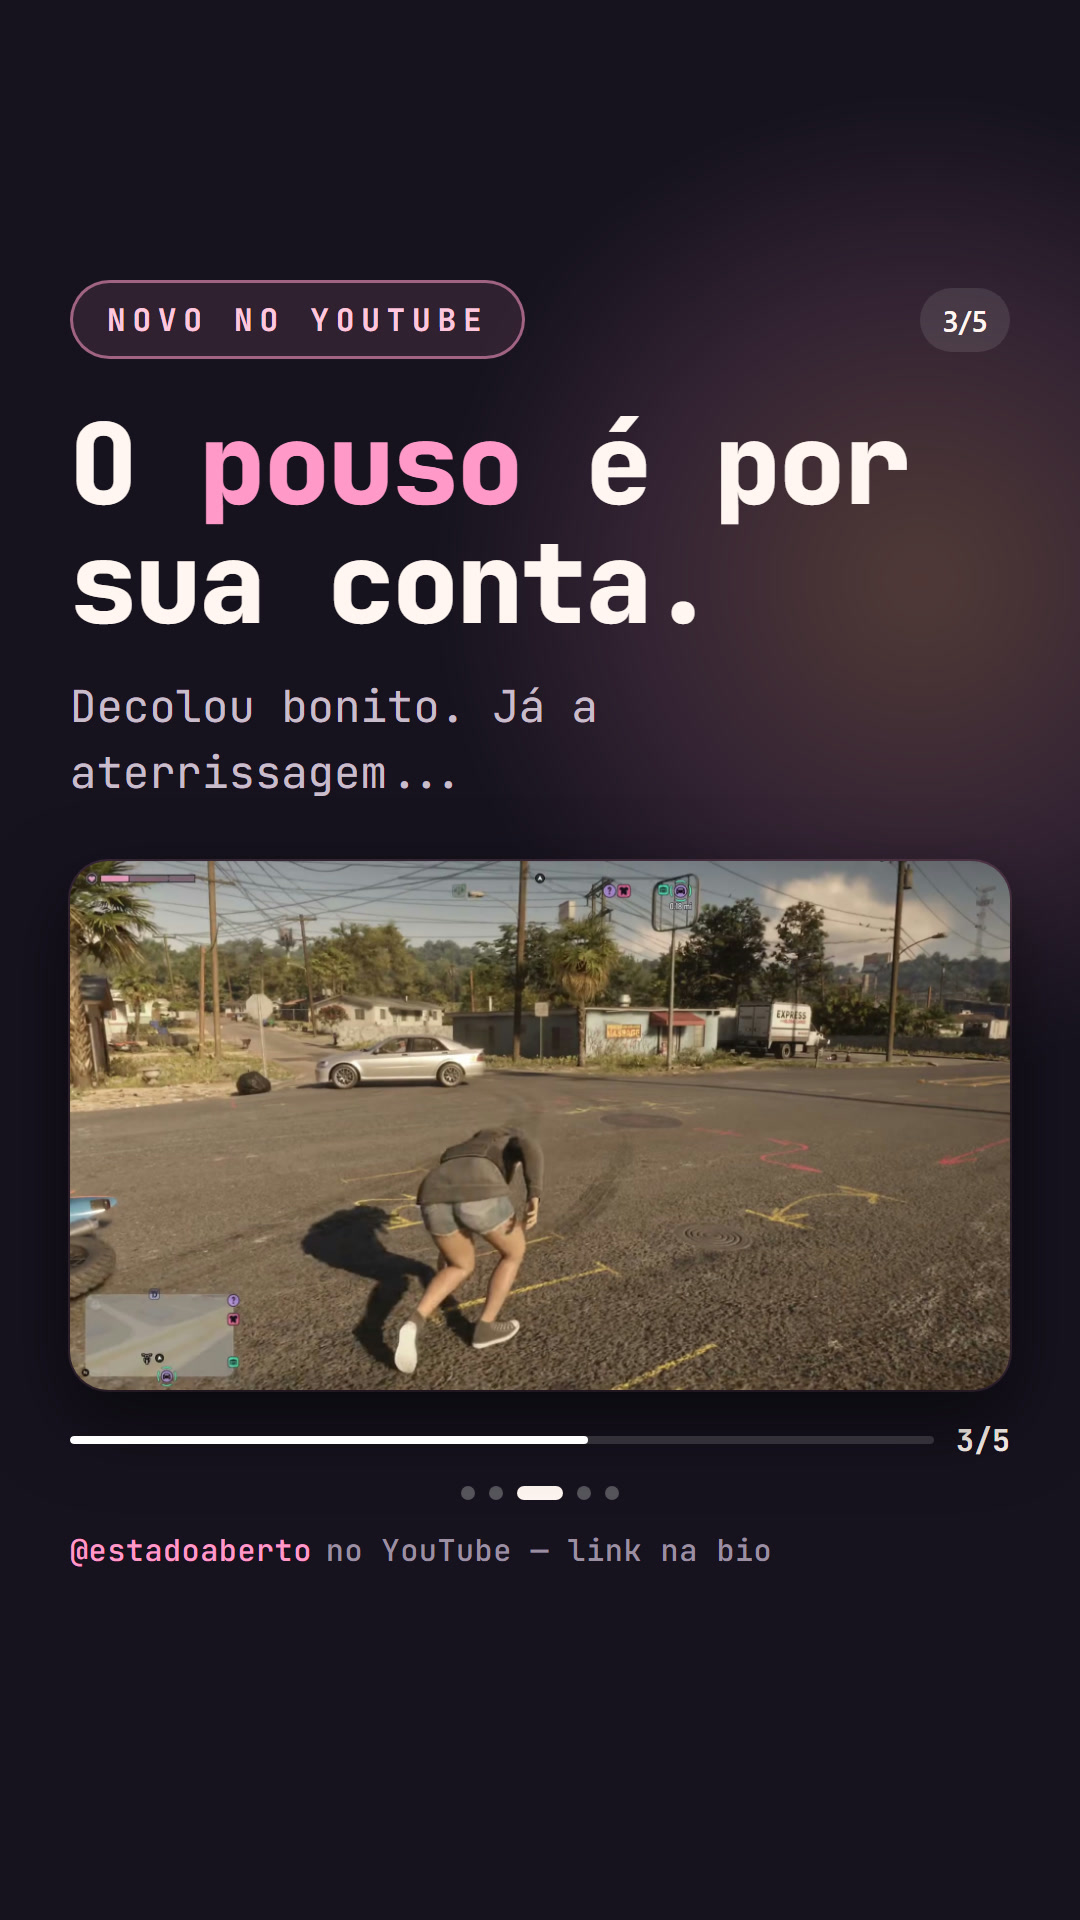 NOVO NO YOUTUBE
3/5
O pouso é por
sua conta.
Decolou bonito. Já a
aterrissagem...
EXPRESS
3/5
@estadoaberto no YouTube — link na bio